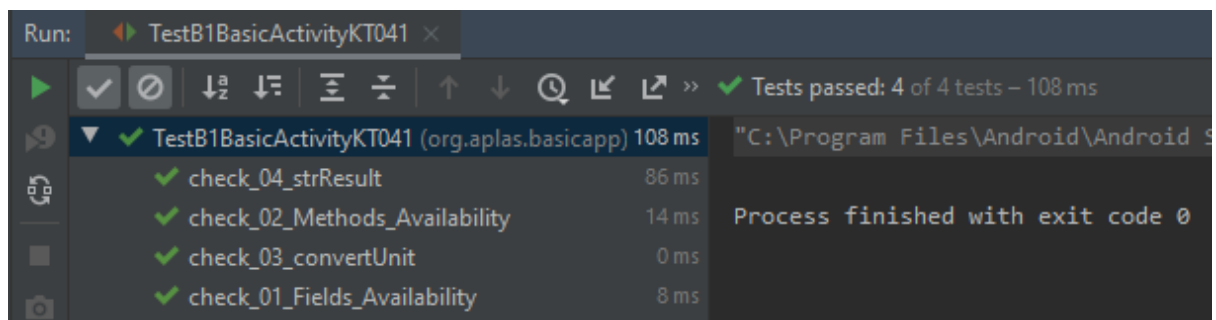 Run: TestB1BasicActivityKT041
Tests passed: 4 of 4 tests – 108 ms
TestB1BasicActivityKT041 (org.aplas.basicapp) 108 ms
"C:\Program Files\Android\Android S
check_04_strResult 86 ms
check_02_Methods_Availability 14 ms
Process finished with exit code 0
check_03_convertUnit 0 ms
check_01_Fields_Availability 8 ms